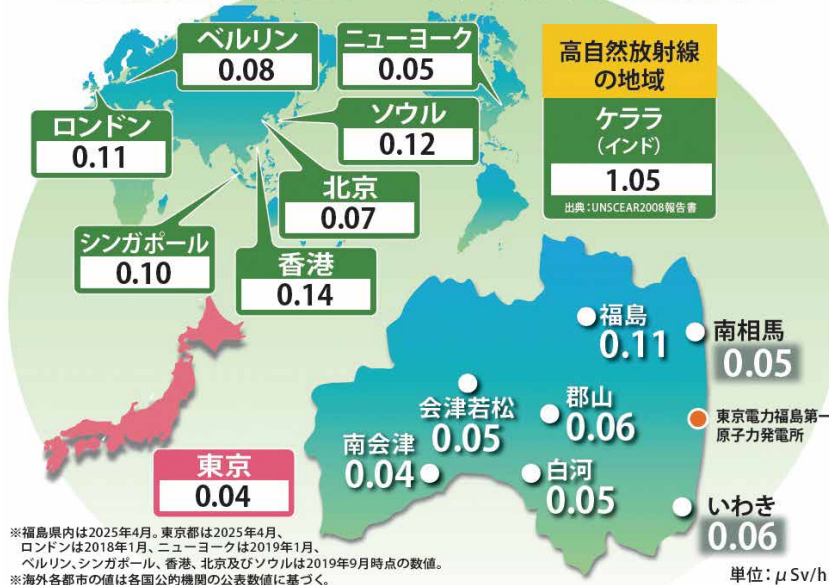 ベルリン
0.08
ニューヨーク
0.05
高自然放射線
の地域
ケララ
(インド)
1.05
出典:UNSCEAR2008報告書
ロンドン
0.11
ソウル
0.12
北京
0.07
シンガポール
0.10
香港
0.14
福島
0.11
南相馬
0.05
会津若松
0.05
郡山
0.06
東京電力福島第一
原子力発電所
南会津
0.04
白河
0.05
いわき
0.06
東京
0.04
※福島県内は2025年4月。東京都は2025年4月、
ロンドンは2018年1月、ニューヨークは2019年1月、
ベルリン、シンガポール、香港、北京及びソウルは2019年9月時点の数値。
※海外各都市の値は各国公的機関の公表数値に基づく。
単位:μSv/h